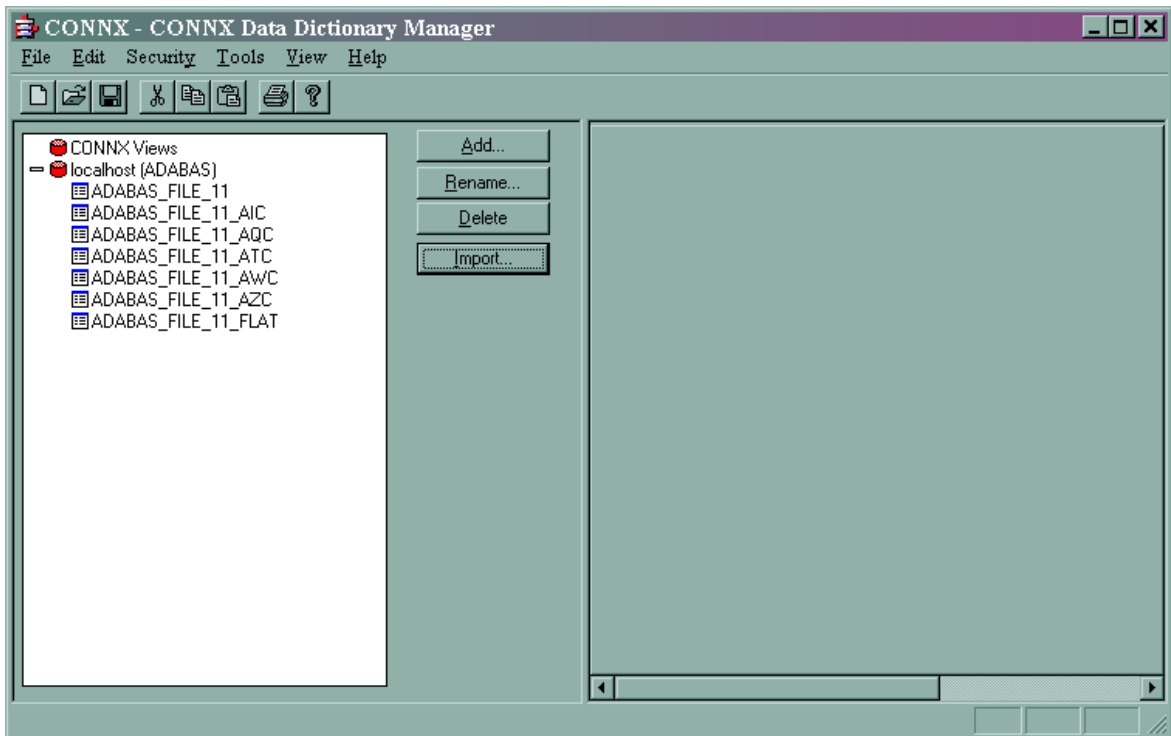 CONNX - CONNX Data Dictionary Manager
File Edit Security Tools View Help
CONNX Views
localhost (ADABAS)
ADABAS_FILE_11
ADABAS_FILE_11_AIC
ADABAS_FILE_11_AQC
ADABAS_FILE_11_ATC
ADABAS_FILE_11_AWC
ADABAS_FILE_11_AZC
ADABAS_FILE_11_FLAT
Add...
Rename...
Delete
Import...